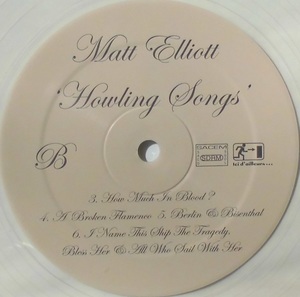 Matt Elliott
'Howling Songs'
B
SACEM
SDRM
ici d'ailleurs...
3. How Much In Blood?
4. A Broken Flamenco 5. Berlin & Bisenthal
6. I Name This Ship The Tragedy,
Bless Her & All Who Sail With Her